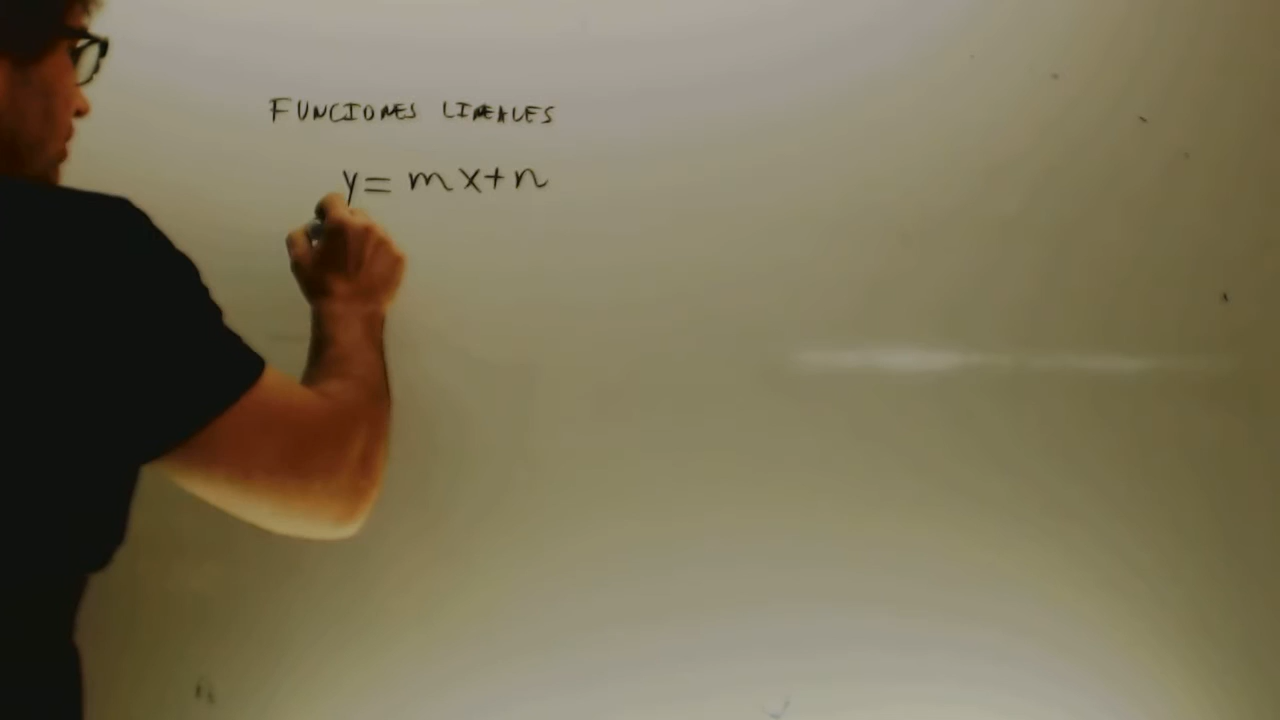 FUNCIONES LINEALES
y = mx+n